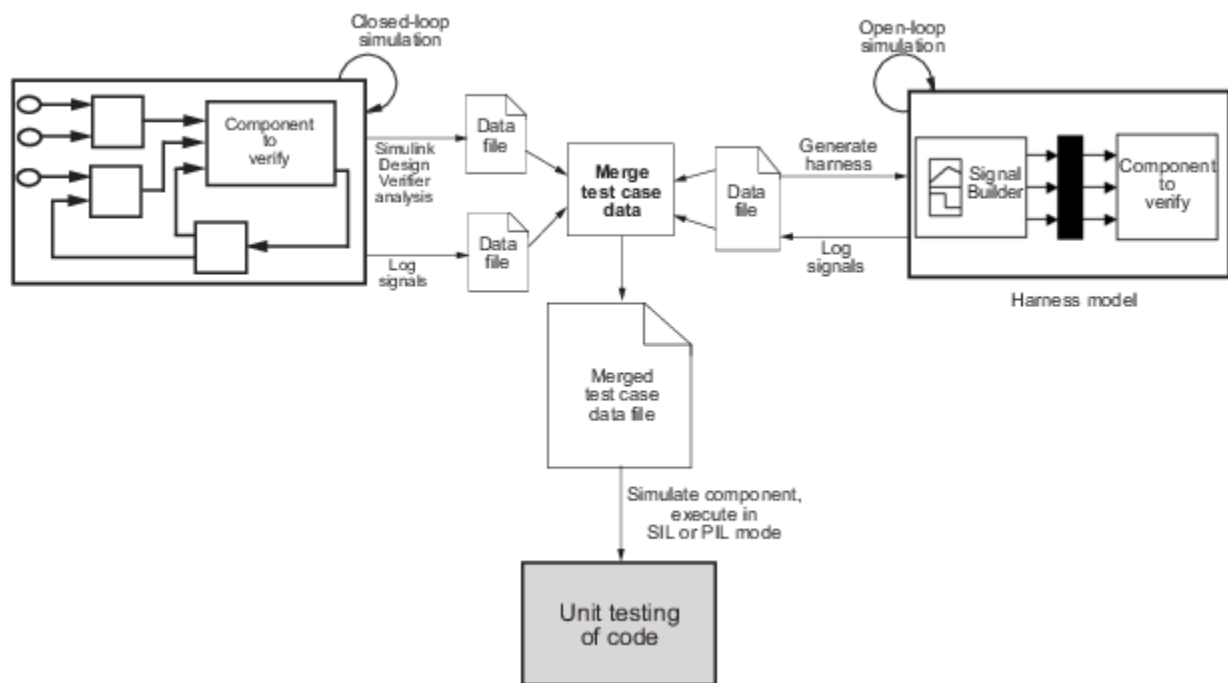 Closed-loop
simulation
Open-loop
simulation
Component
to
verify
Simulink
Design
Verifier
analysis
Data
file
Log
signals
Data
file
Merge
test case
data
Data
file
Generate
harness
Log
signals
Signal
Builder
Component
to
verify
Harness model
Merged
test case
data file
Simulate component,
execute in
SIL or PIL mode
Unit testing
of code